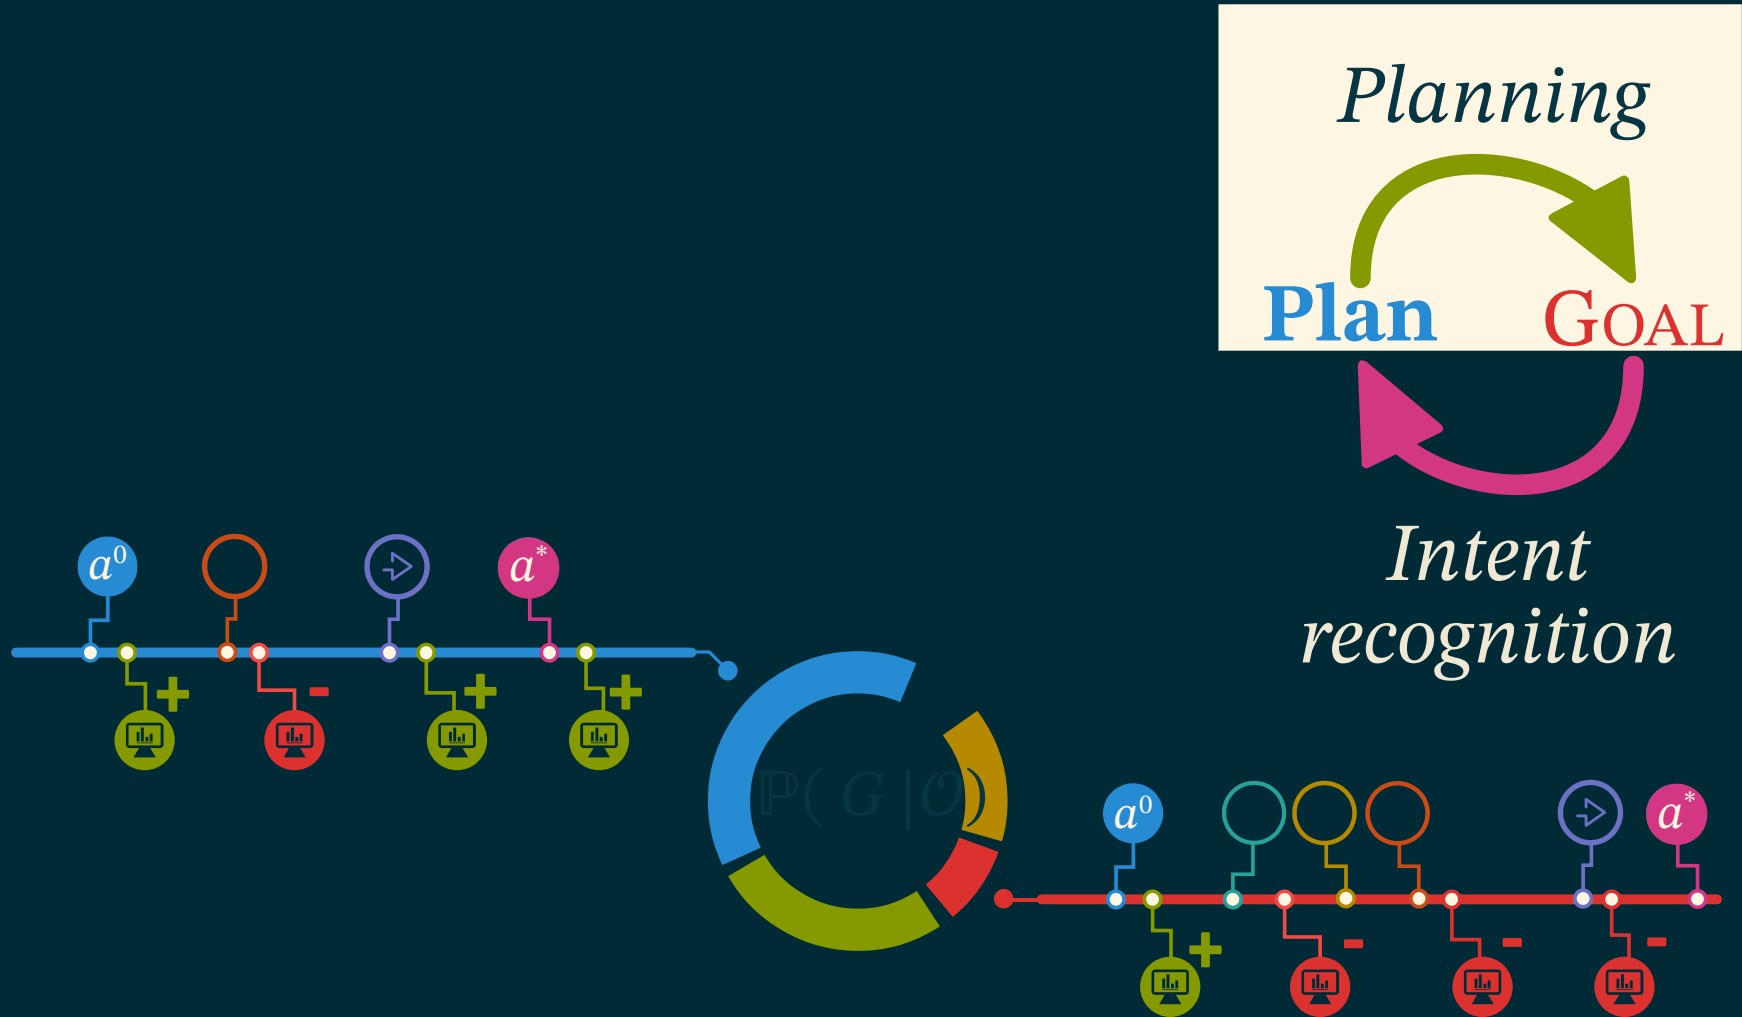 Planning
Plan GOAL
Intent
recognition
a⁰ a*
ℙ( G |𝒪)
a⁰ a*